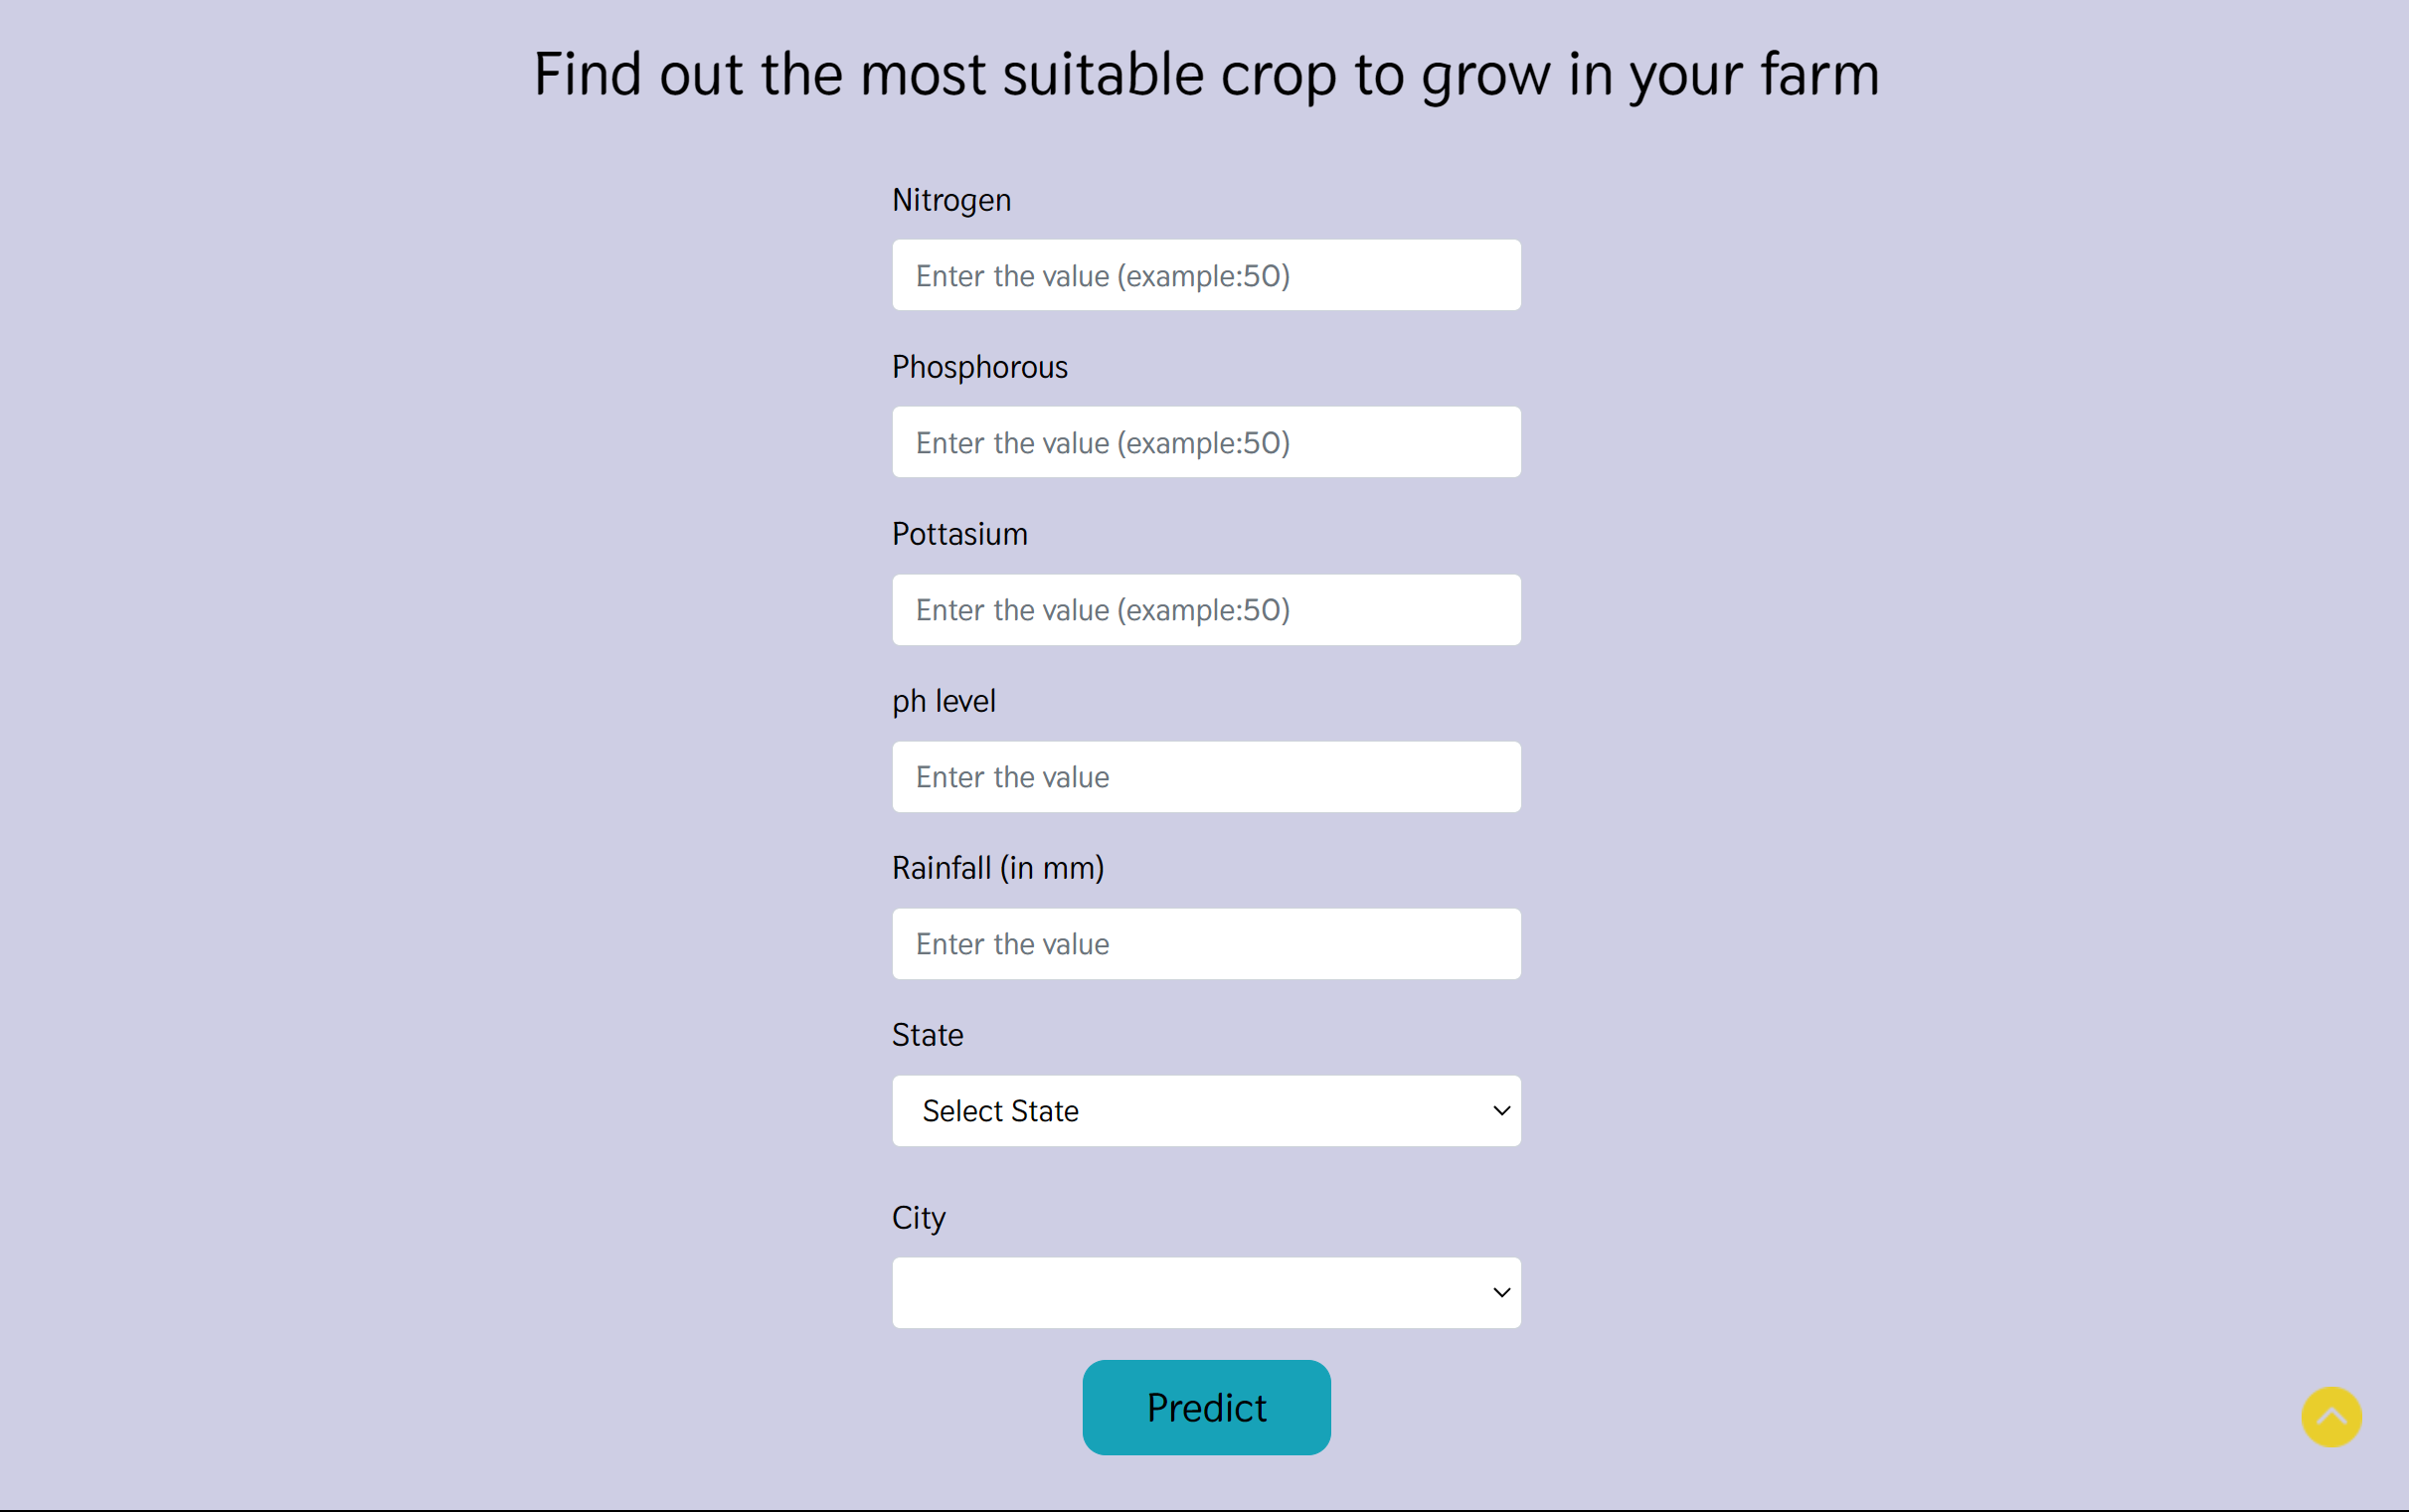 Find out the most suitable crop to grow in your farm
Nitrogen
Enter the value (example:50)
Phosphorous
Enter the value (example:50)
Pottasium
Enter the value (example:50)
ph level
Enter the value
Rainfall (in mm)
Enter the value
State
Select State
City
Predict